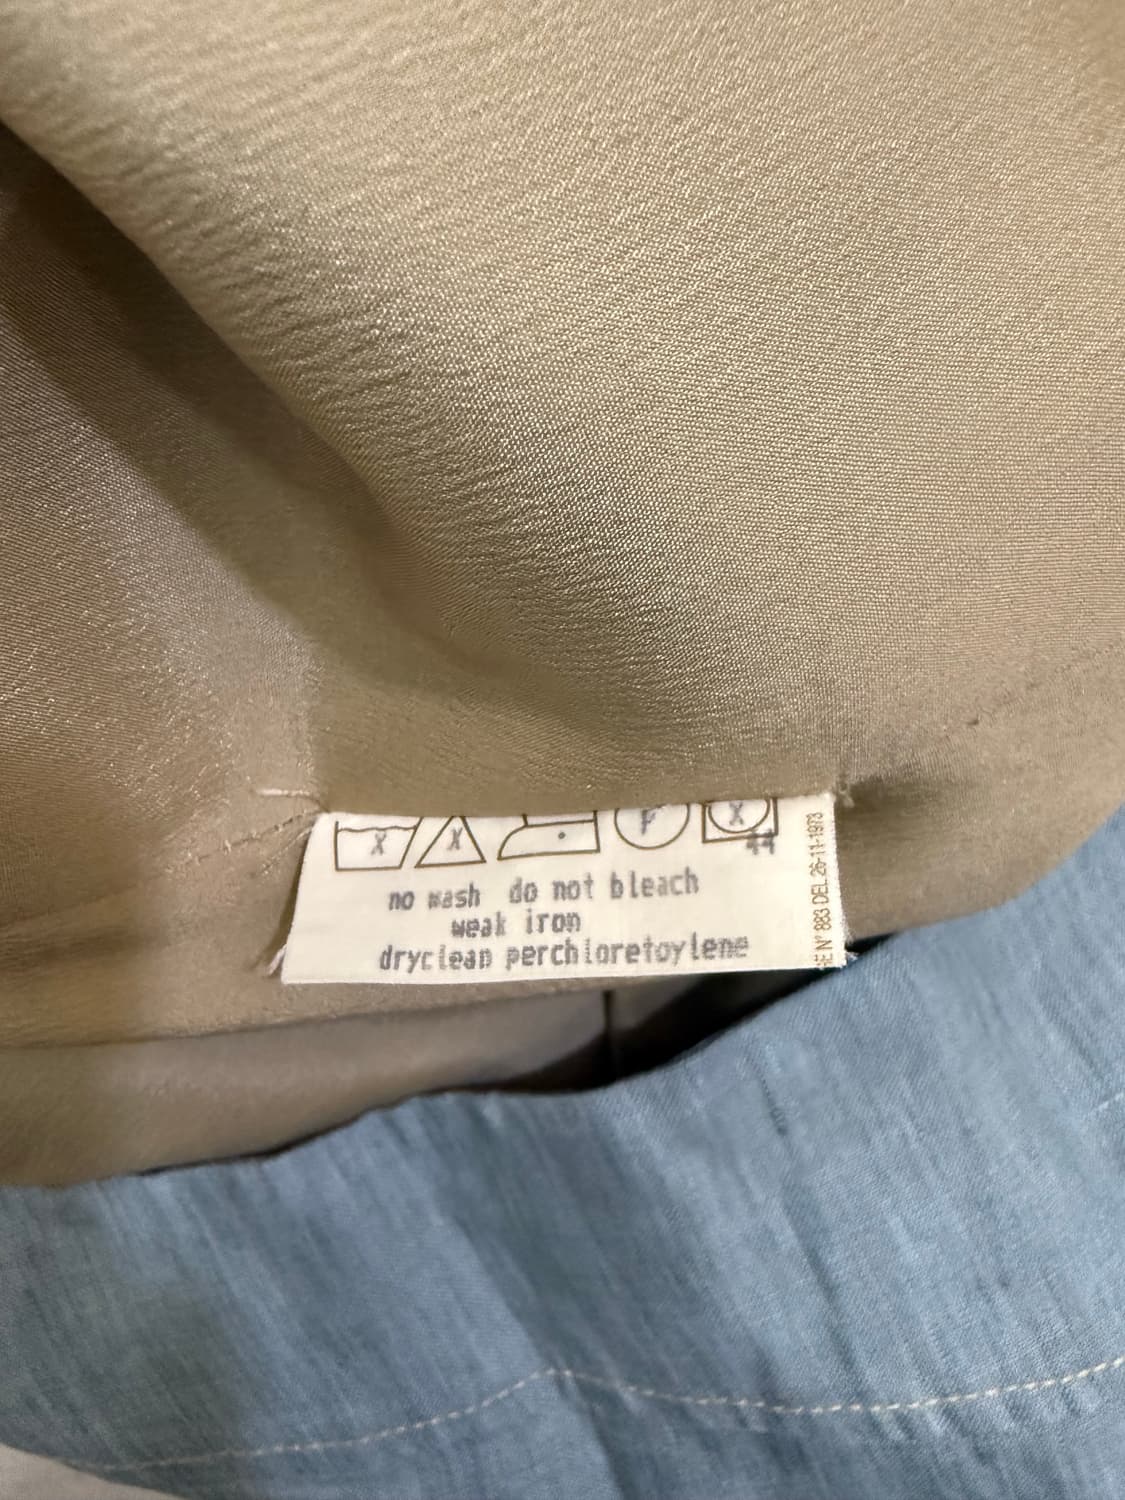 X X P X
44
no wash do not bleach
weak iron
dryclean perchloretoylene
N° 883 DEL 26-11-1973